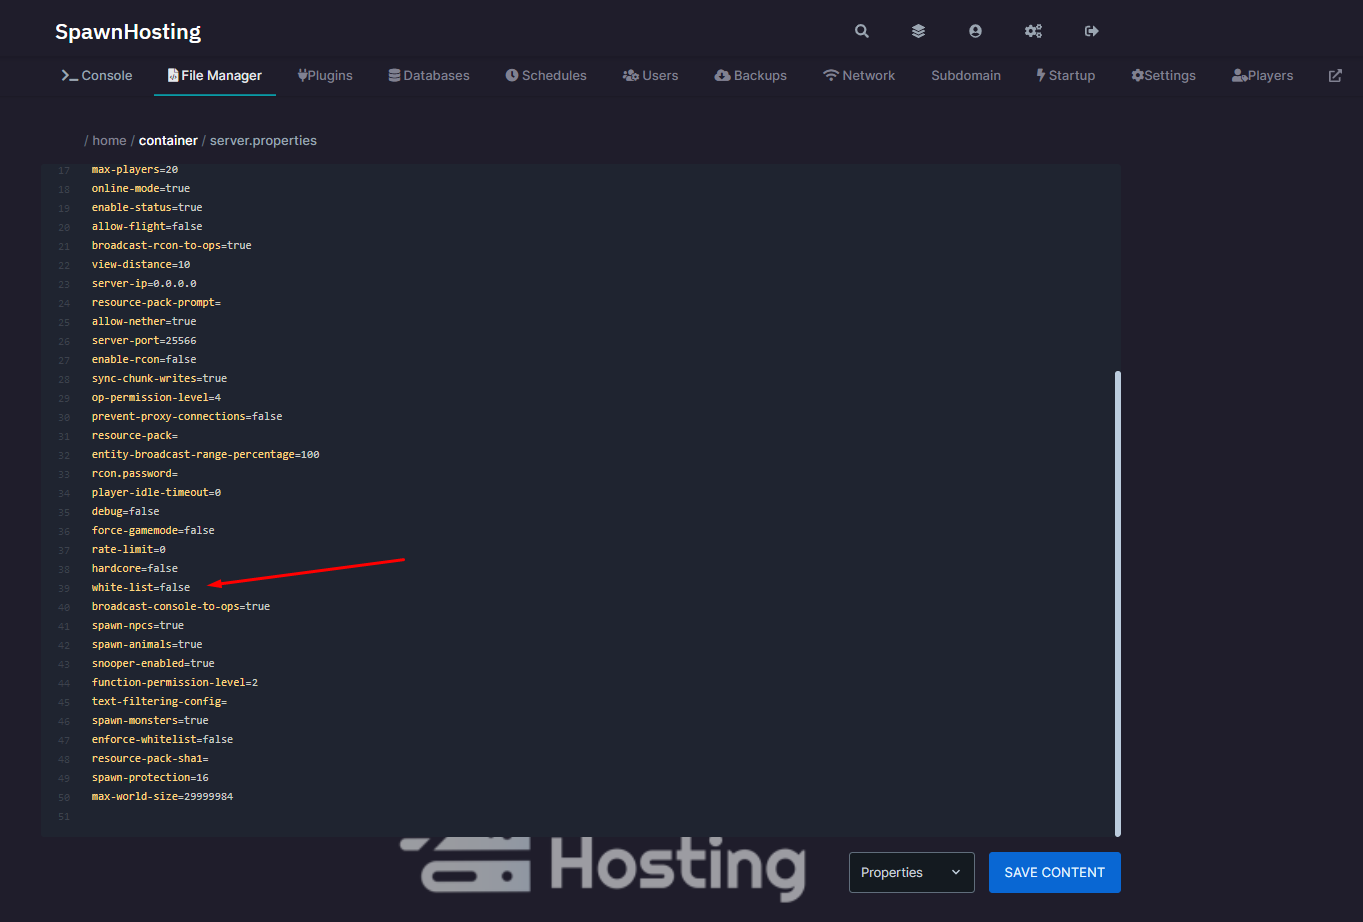 SpawnHosting
Console File Manager Plugins Databases Schedules Users Backups Network Subdomain Startup Settings Players
/ home / container / server.properties
17 max-players=20
18 online-mode=true
19 enable-status=true
20 allow-flight=false
21 broadcast-rcon-to-ops=true
22 view-distance=10
23 server-ip=0.0.0.0
24 resource-pack-prompt=
25 allow-nether=true
26 server-port=25566
27 enable-rcon=false
28 sync-chunk-writes=true
29 op-permission-level=4
30 prevent-proxy-connections=false
31 resource-pack=
32 entity-broadcast-range-percentage=100
33 rcon.password=
34 player-idle-timeout=0
35 debug=false
36 force-gamemode=false
37 rate-limit=0
38 hardcore=false
39 white-list=false
40 broadcast-console-to-ops=true
41 spawn-npcs=true
42 spawn-animals=true
43 snooper-enabled=true
44 function-permission-level=2
45 text-filtering-config=
46 spawn-monsters=true
47 enforce-whitelist=false
48 resource-pack-sha1=
49 spawn-protection=16
50 max-world-size=29999984
51
Hosting
Properties
SAVE CONTENT